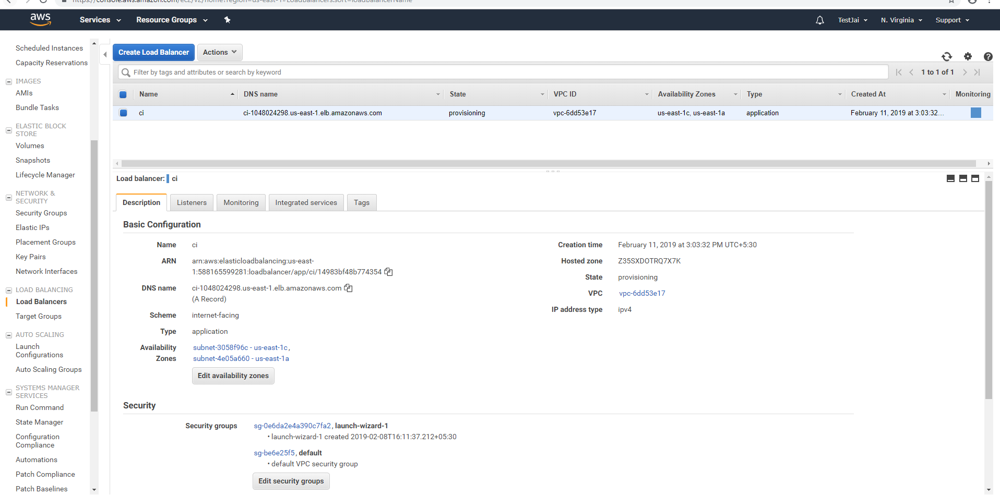 https://console.aws.amazon.com/ec2/v2/home?region=us-east-1#LoadBalancers:sort=loadBalancerName
aws
Services
Resource Groups
TestJai
N. Virginia
Support
Scheduled Instances
Capacity Reservations
IMAGES
AMIs
Bundle Tasks
ELASTIC BLOCK
STORE
Volumes
Snapshots
Lifecycle Manager
NETWORK &
SECURITY
Security Groups
Elastic IPs
Placement Groups
Key Pairs
Network Interfaces
LOAD BALANCING
Load Balancers
Target Groups
AUTO SCALING
Launch
Configurations
Auto Scaling Groups
SYSTEMS MANAGER
SERVICES
Run Command
State Manager
Configuration
Compliance
Automations
Patch Compliance
Patch Baselines
Create Load Balancer
Actions
Filter by tags and attributes or search by keyword
1 to 1 of 1
Name DNS name State VPC ID Availability Zones Type Created At Monitoring
ci ci-1048024298.us-east-1.elb.amazonaws.com provisioning vpc-6dd53e17 us-east-1c, us-east-1a application February 11, 2019 at 3:03:32...
Load balancer: ci
Description Listeners Monitoring Integrated services Tags
Basic Configuration
Name ci
ARN arn:aws:elasticloadbalancing:us-east-
1:588165599281:loadbalancer/app/ci/14983bf48b774354
DNS name ci-1048024298.us-east-1.elb.amazonaws.com
(A Record)
Scheme internet-facing
Type application
Availability subnet-3058f96c - us-east-1c,
Zones subnet-4e05a660 - us-east-1a
Edit availability zones
Creation time February 11, 2019 at 3:03:32 PM UTC+5:30
Hosted zone Z35SXDOTRQ7X7K
State provisioning
VPC vpc-6dd53e17
IP address type ipv4
Security
Security groups sg-0e6da2e4a390c7fa2, launch-wizard-1
• launch-wizard-1 created 2019-02-08T16:11:37.212+05:30
sg-be6e25f5, default
• default VPC security group
Edit security groups